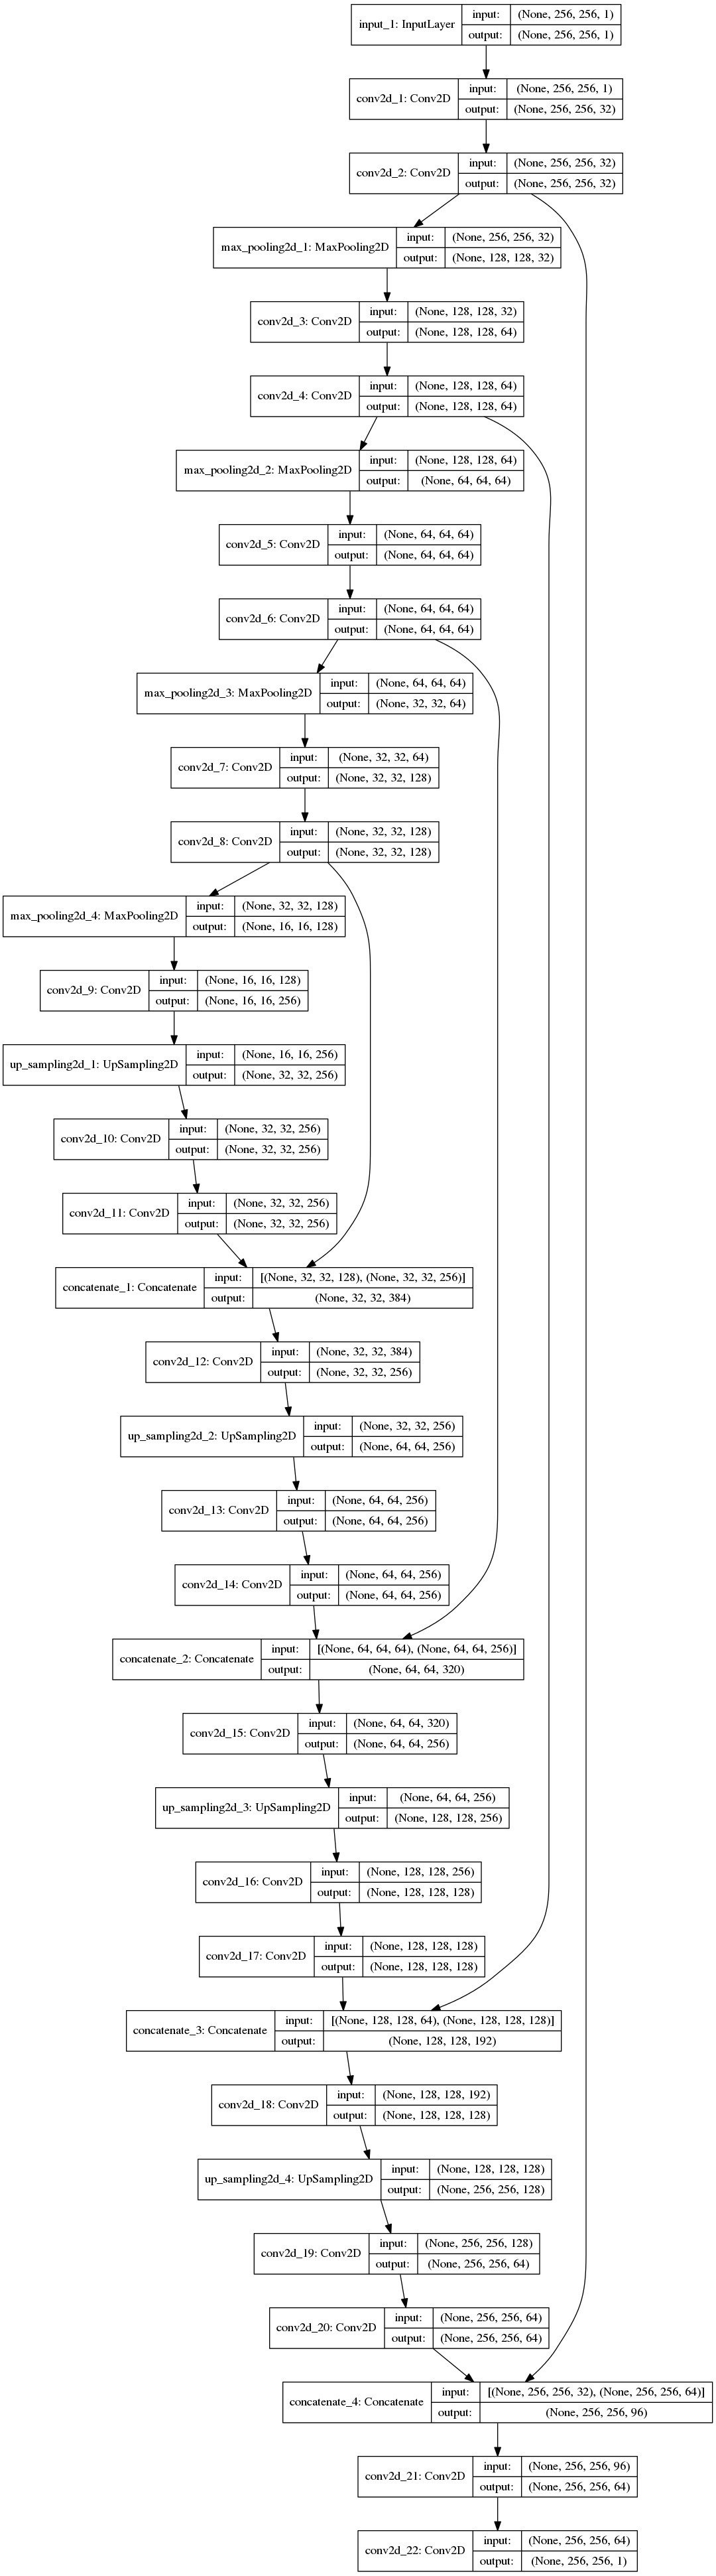 input_1: InputLayer
input: (None, 256, 256, 1)
output: (None, 256, 256, 1)
conv2d_1: Conv2D
input: (None, 256, 256, 1)
output: (None, 256, 256, 32)
conv2d_2: Conv2D
input: (None, 256, 256, 32)
output: (None, 256, 256, 32)
max_pooling2d_1: MaxPooling2D
input: (None, 256, 256, 32)
output: (None, 128, 128, 32)
conv2d_3: Conv2D
input: (None, 128, 128, 32)
output: (None, 128, 128, 64)
conv2d_4: Conv2D
input: (None, 128, 128, 64)
output: (None, 128, 128, 64)
max_pooling2d_2: MaxPooling2D
input: (None, 128, 128, 64)
output: (None, 64, 64, 64)
conv2d_5: Conv2D
input: (None, 64, 64, 64)
output: (None, 64, 64, 64)
conv2d_6: Conv2D
input: (None, 64, 64, 64)
output: (None, 64, 64, 64)
max_pooling2d_3: MaxPooling2D
input: (None, 64, 64, 64)
output: (None, 32, 32, 64)
conv2d_7: Conv2D
input: (None, 32, 32, 64)
output: (None, 32, 32, 128)
conv2d_8: Conv2D
input: (None, 32, 32, 128)
output: (None, 32, 32, 128)
max_pooling2d_4: MaxPooling2D
input: (None, 32, 32, 128)
output: (None, 16, 16, 128)
conv2d_9: Conv2D
input: (None, 16, 16, 128)
output: (None, 16, 16, 256)
up_sampling2d_1: UpSampling2D
input: (None, 16, 16, 256)
output: (None, 32, 32, 256)
conv2d_10: Conv2D
input: (None, 32, 32, 256)
output: (None, 32, 32, 256)
conv2d_11: Conv2D
input: (None, 32, 32, 256)
output: (None, 32, 32, 256)
concatenate_1: Concatenate
input: [(None, 32, 32, 128), (None, 32, 32, 256)]
output: (None, 32, 32, 384)
conv2d_12: Conv2D
input: (None, 32, 32, 384)
output: (None, 32, 32, 256)
up_sampling2d_2: UpSampling2D
input: (None, 32, 32, 256)
output: (None, 64, 64, 256)
conv2d_13: Conv2D
input: (None, 64, 64, 256)
output: (None, 64, 64, 256)
conv2d_14: Conv2D
input: (None, 64, 64, 256)
output: (None, 64, 64, 256)
concatenate_2: Concatenate
input: [(None, 64, 64, 64), (None, 64, 64, 256)]
output: (None, 64, 64, 320)
conv2d_15: Conv2D
input: (None, 64, 64, 320)
output: (None, 64, 64, 256)
up_sampling2d_3: UpSampling2D
input: (None, 64, 64, 256)
output: (None, 128, 128, 256)
conv2d_16: Conv2D
input: (None, 128, 128, 256)
output: (None, 128, 128, 128)
conv2d_17: Conv2D
input: (None, 128, 128, 128)
output: (None, 128, 128, 128)
concatenate_3: Concatenate
input: [(None, 128, 128, 64), (None, 128, 128, 128)]
output: (None, 128, 128, 192)
conv2d_18: Conv2D
input: (None, 128, 128, 192)
output: (None, 128, 128, 128)
up_sampling2d_4: UpSampling2D
input: (None, 128, 128, 128)
output: (None, 256, 256, 128)
conv2d_19: Conv2D
input: (None, 256, 256, 128)
output: (None, 256, 256, 64)
conv2d_20: Conv2D
input: (None, 256, 256, 64)
output: (None, 256, 256, 64)
concatenate_4: Concatenate
input: [(None, 256, 256, 32), (None, 256, 256, 64)]
output: (None, 256, 256, 96)
conv2d_21: Conv2D
input: (None, 256, 256, 96)
output: (None, 256, 256, 64)
conv2d_22: Conv2D
input: (None, 256, 256, 64)
output: (None, 256, 256, 1)